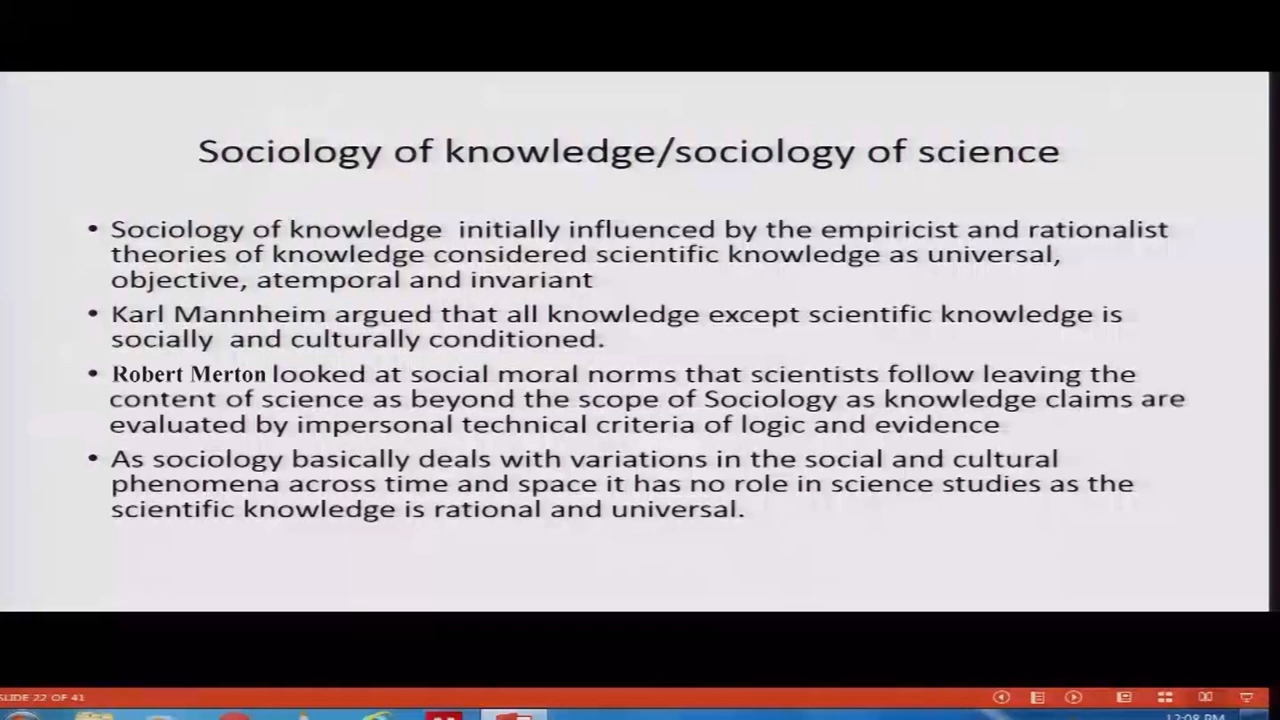 Sociology of knowledge/sociology of science
• Sociology of knowledge initially influenced by the empiricist and rationalist
theories of knowledge considered scientific knowledge as universal,
objective, atemporal and invariant
• Karl Mannheim argued that all knowledge except scientific knowledge is
socially and culturally conditioned.
• Robert Merton looked at social moral norms that scientists follow leaving the
content of science as beyond the scope of Sociology as knowledge claims are
evaluated by impersonal technical criteria of logic and evidence
• As sociology basically deals with variations in the social and cultural
phenomena across time and space it has no role in science studies as the
scientific knowledge is rational and universal.
SLIDE 22 OF 41
12:08 PM